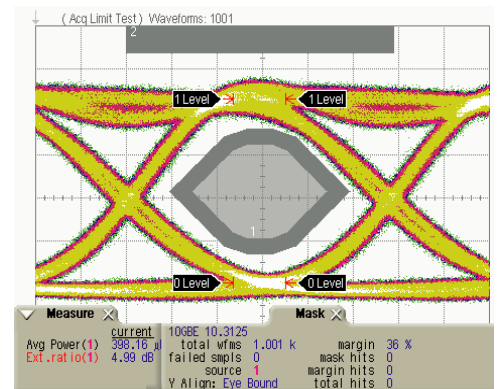 ( Acq Limit Test ) Waveforms: 1001
2
1 Level 1 Level
1
0 Level 0 Level
Measure Mask
current
Avg Power(1) 398.16
Ext.ratio(1) 4.99 dB
10GBE 10.3125
total wfms 1.001 k margin 36 %
failed smpls 0 mask hits 0
source 1 margin hits 0
Y Align: Eye Bound total hits 0